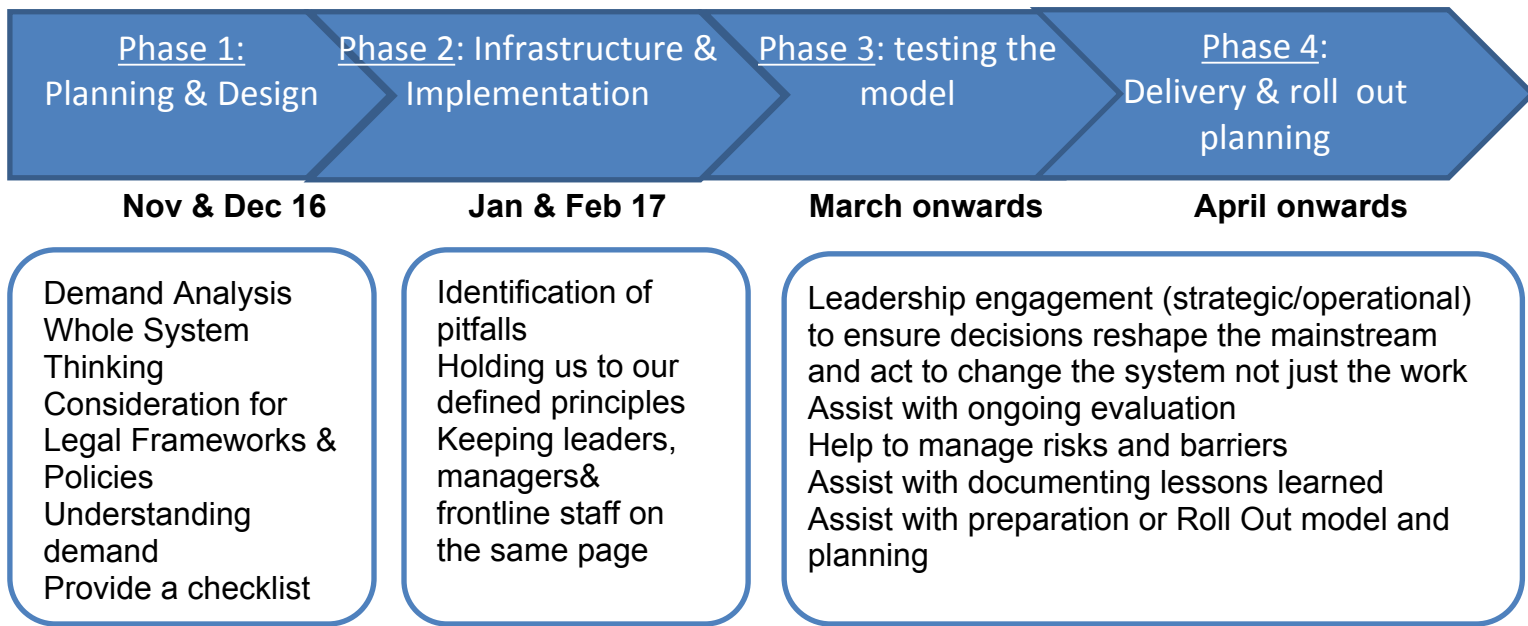 Phase 1:
Planning & Design
Phase 2: Infrastructure &
Implementation
Phase 3: testing the
model
Phase 4:
Delivery & roll  out
planning
Nov & Dec 16
Jan & Feb 17
March onwards
April onwards
Demand Analysis
Whole System
Thinking
Consideration for
Legal Frameworks &
Policies
Understanding
demand
Provide a checklist
Identification of
pitfalls
Holding us to our
defined principles
Keeping leaders,
managers&
frontline staff on
the same page
Leadership engagement (strategic/operational)
to ensure decisions reshape the mainstream
and act to change the system not just the work
Assist with ongoing evaluation
Help to manage risks and barriers
Assist with documenting lessons learned
Assist with preparation or Roll Out model and
planning